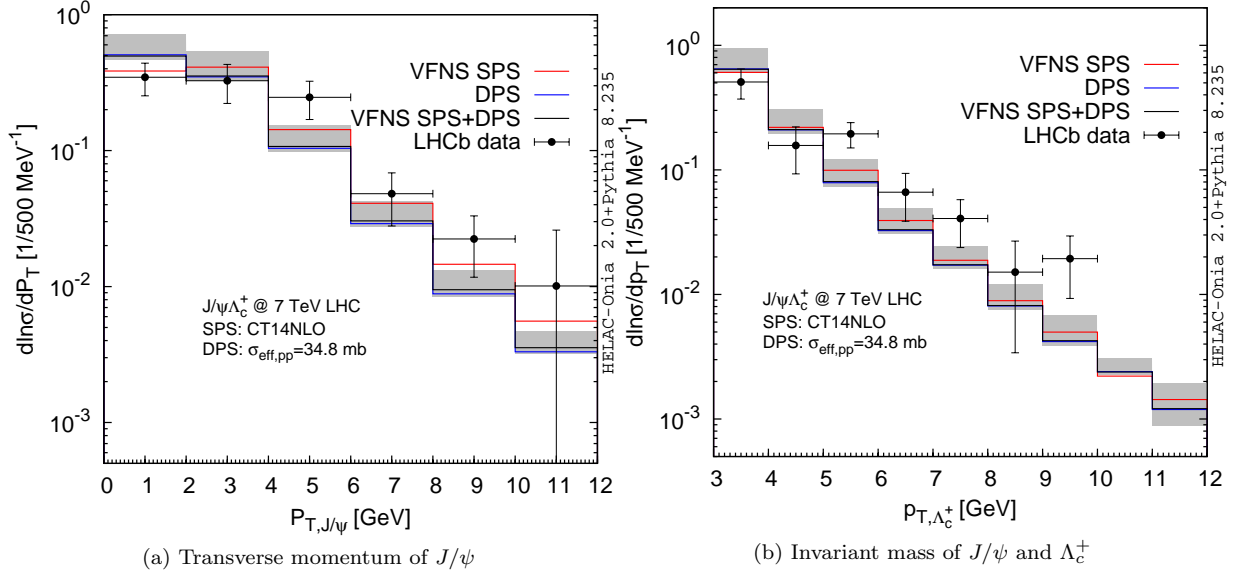 10^0
10^-1
10^-2
10^-3
dlnσ/dP_T [1/500 MeV^-1]
VFNS SPS
DPS
VFNS SPS+DPS
LHCb data
J/ψΛ_c^+ @ 7 TeV LHC
SPS: CT14NLO
DPS: σ_eff,pp=34.8 mb
HELAC-Onia 2.0+Pythia 8.235
0 1 2 3 4 5 6 7 8 9 10 11 12
P_T,J/ψ [GeV]
(a) Transverse momentum of J/ψ
10^0
10^-1
10^-2
10^-3
dlnσ/dp_T [1/500 MeV^-1]
VFNS SPS
DPS
VFNS SPS+DPS
LHCb data
J/ψΛ_c^+ @ 7 TeV LHC
SPS: CT14NLO
DPS: σ_eff,pp=34.8 mb
HELAC-Onia 2.0+Pythia 8.235
3 4 5 6 7 8 9 10 11 12
p_T,Λ_c^+ [GeV]
(b) Invariant mass of J/ψ and Λ_c^+